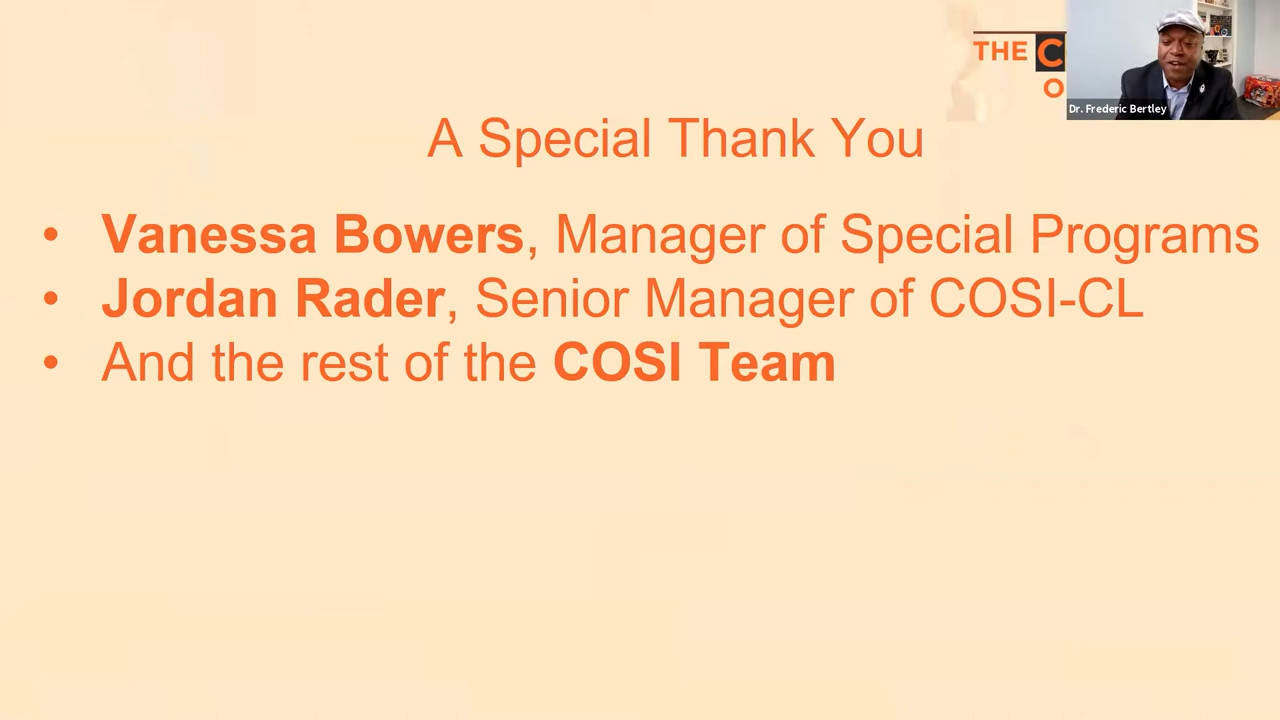 THE C
O
Dr. Frederic Bertley
A Special Thank You
• Vanessa Bowers, Manager of Special Programs
• Jordan Rader, Senior Manager of COSI-CL
• And the rest of the COSI Team